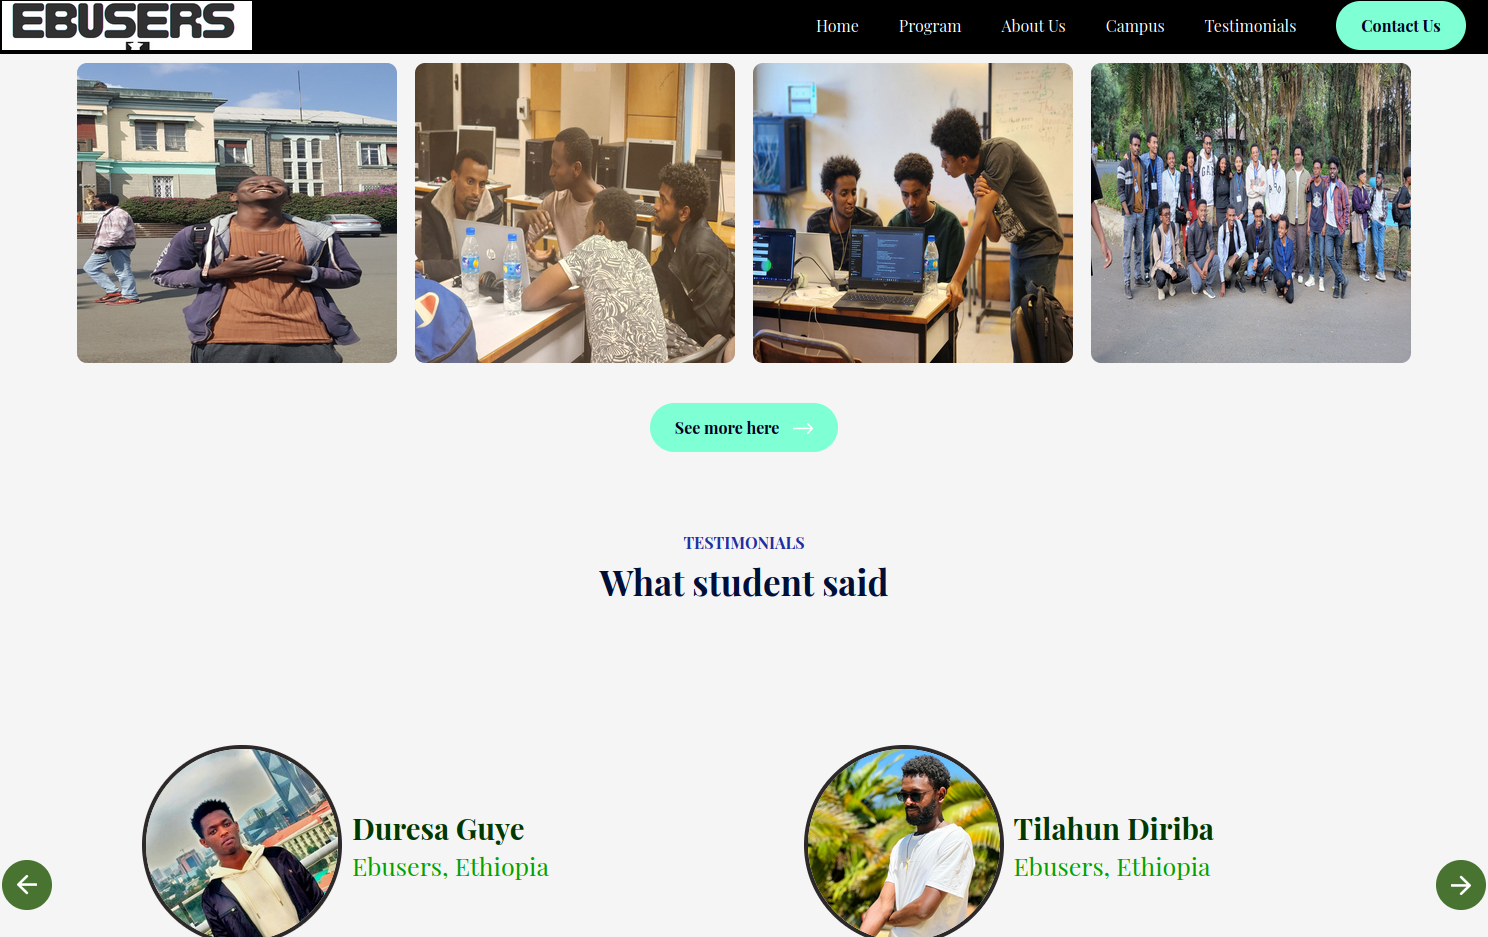 EBUSERS
Home
Program
About Us
Campus
Testimonials
Contact Us
See more here
TESTIMONIALS
What student said
Duresa Guye
Ebusers, Ethiopia
Tilahun Diriba
Ebusers, Ethiopia